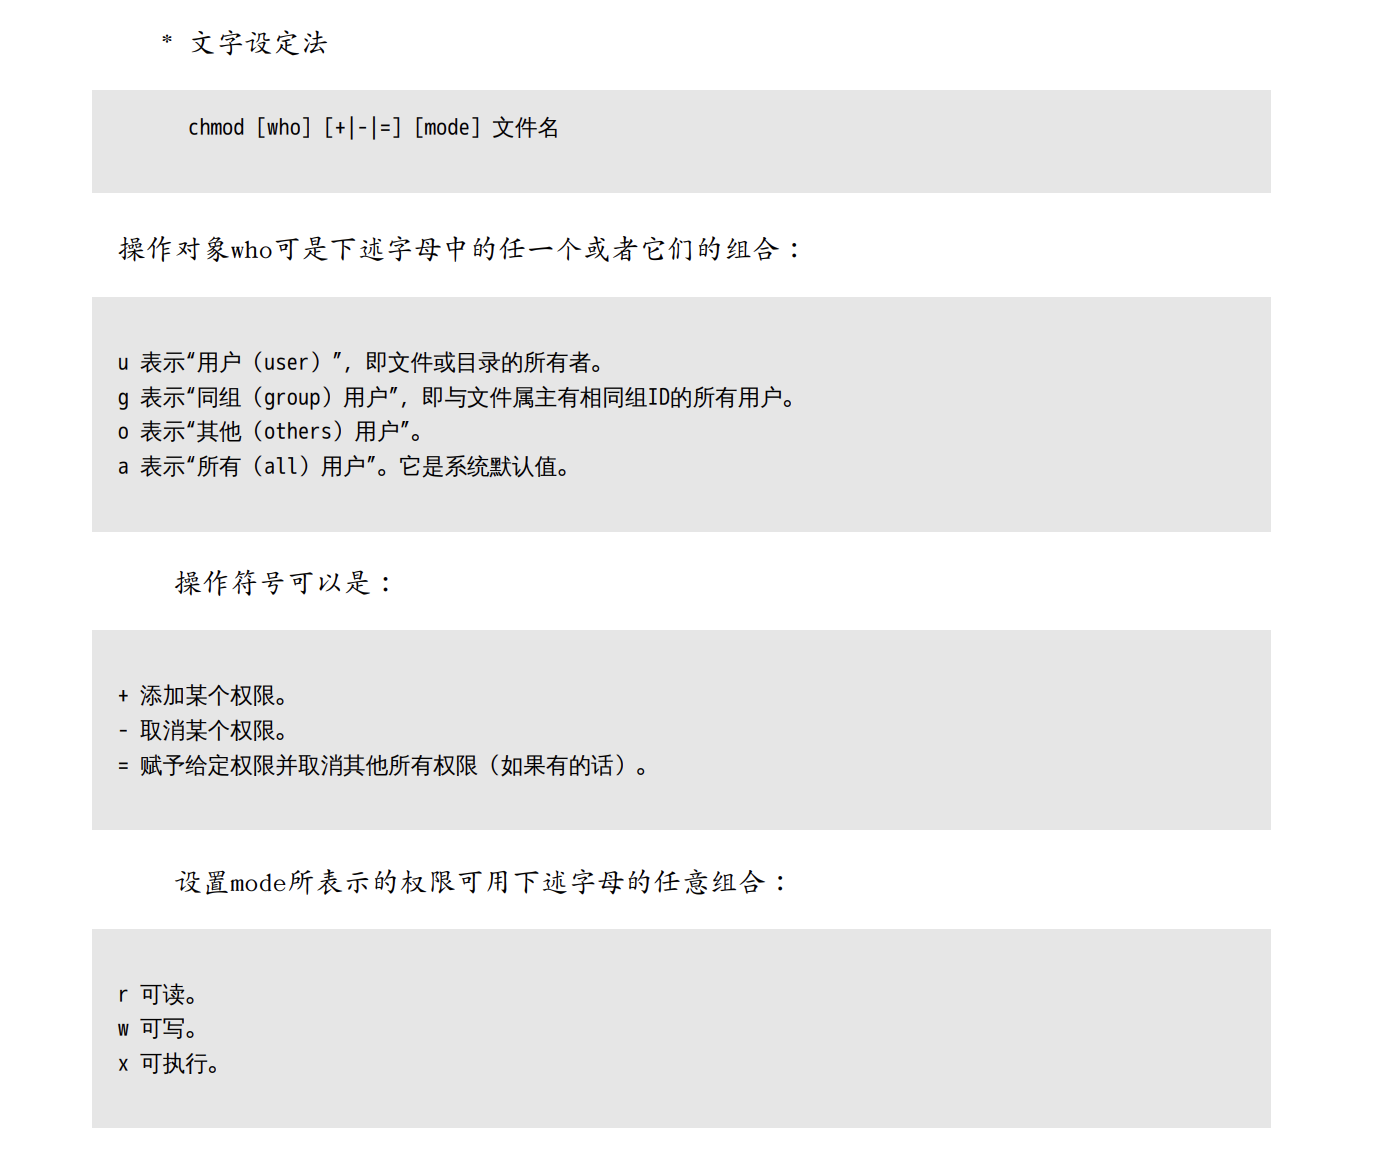 * 文字设定法
chmod [who] [+|-|=] [mode] 文件名
操作对象who可是下述字母中的任一个或者它们的组合：
u 表示“用户（user）”，即文件或目录的所有者。
g 表示“同组（group）用户”，即与文件属主有相同组ID的所有用户。
o 表示“其他（others）用户”。
a 表示“所有（all）用户”。它是系统默认值。
操作符号可以是：
+ 添加某个权限。
- 取消某个权限。
= 赋予给定权限并取消其他所有权限（如果有的话）。
设置mode所表示的权限可用下述字母的任意组合：
r 可读。
w 可写。
x 可执行。